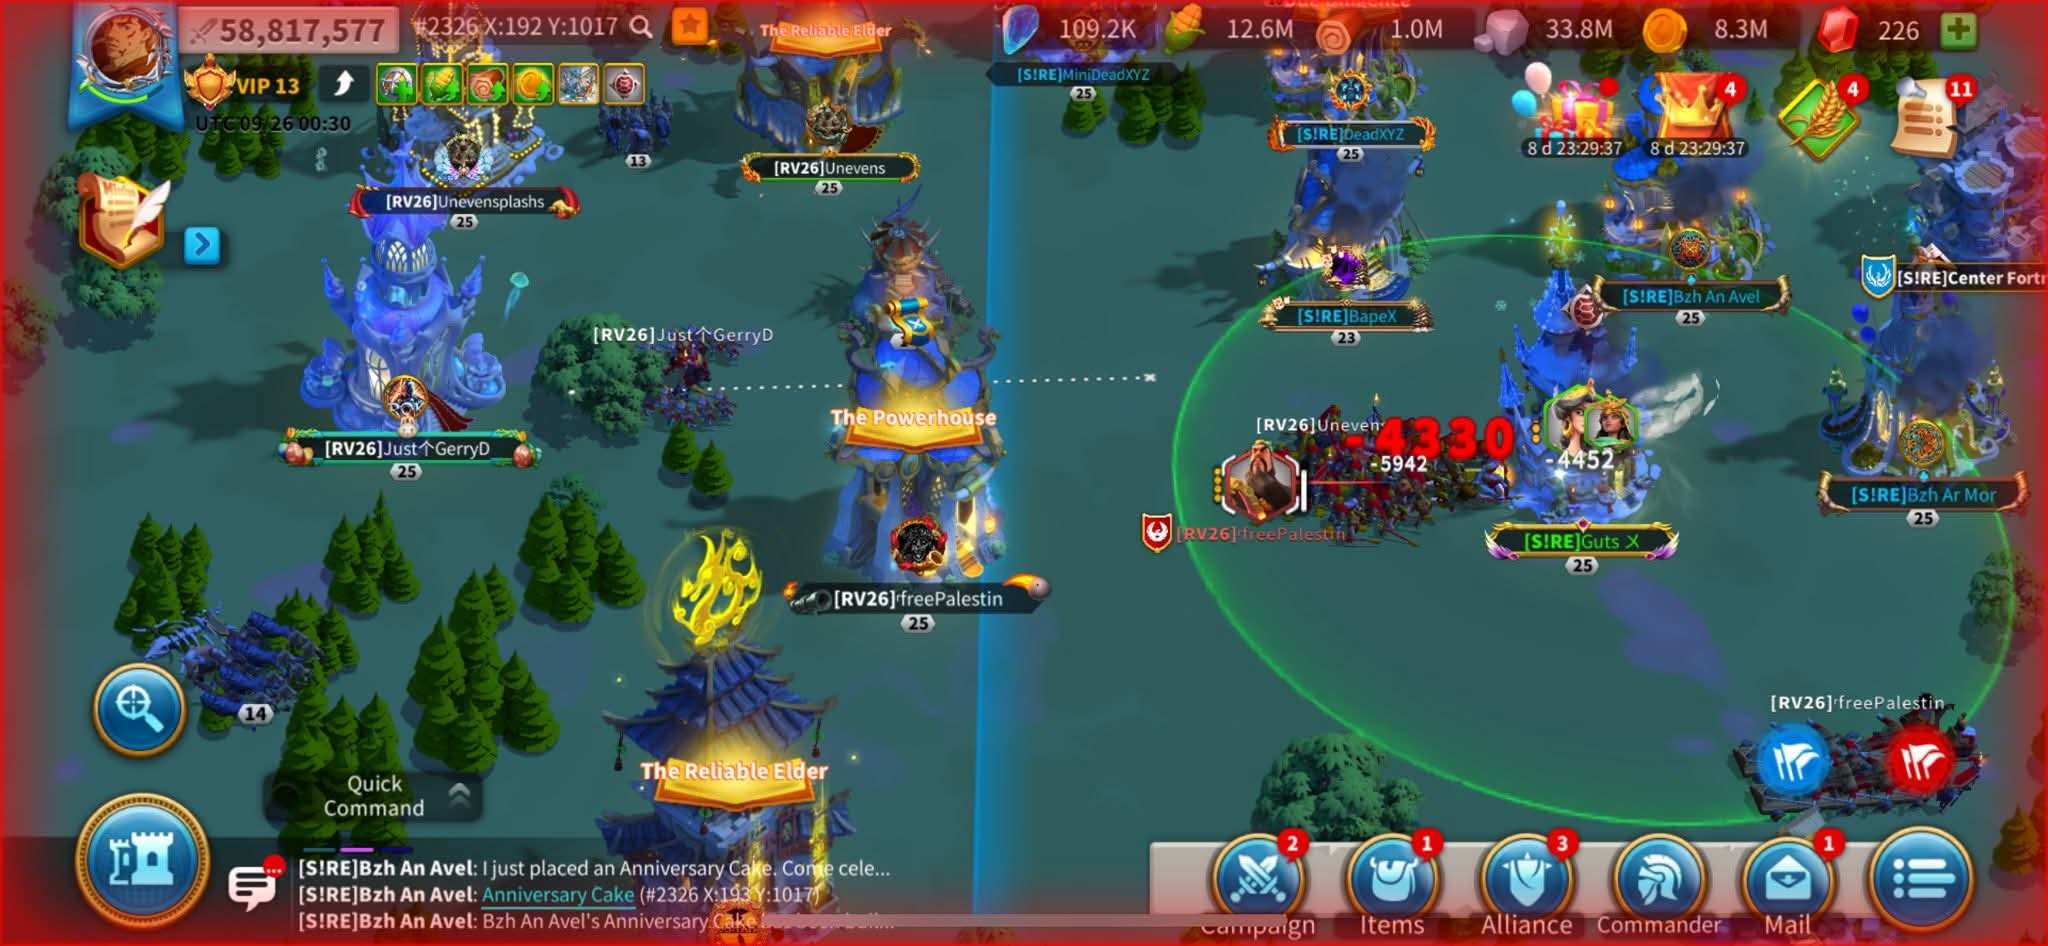 58,817,577
#2326 X:192 Y:1017
109.2K
12.6M
1.0M
33.8M
8.3M
226
VIP 13
UTC 09/26 00:30
The Reliable Elder
[S!RE]MiniDeadXYZ
25
[S!RE]DeadXYZ
25
4
4
11
8 d 23:29:37
8 d 23:29:37
13
[RV26]Unevens
25
[RV26]Unevensplashs
25
[S!RE]Center Fortr
[S!RE]Bzh An Avel
25
[S!RE]BapeX
23
[RV26]Just个GerryD
The Powerhouse
[RV26]Just个GerryD
25
[RV26]Uneven
-4330
-5942
-4452
[RV26]rfreePalestin
[S!RE]Guts X
25
[S!RE]Bzh Ar Mor
25
[RV26]rfreePalestin
25
14
[RV26]rfreePalestin
The Reliable Elder
Quick
Command
[S!RE]Bzh An Avel: I just placed an Anniversary Cake. Come cele...
[S!RE]Bzh An Avel: Anniversary Cake (#2326 X:193 Y:1017)
[S!RE]Bzh An Avel: Bzh An Avel's Anniversary Cake
2
1
3
1
Campaign
Items
Alliance
Commander
Mail